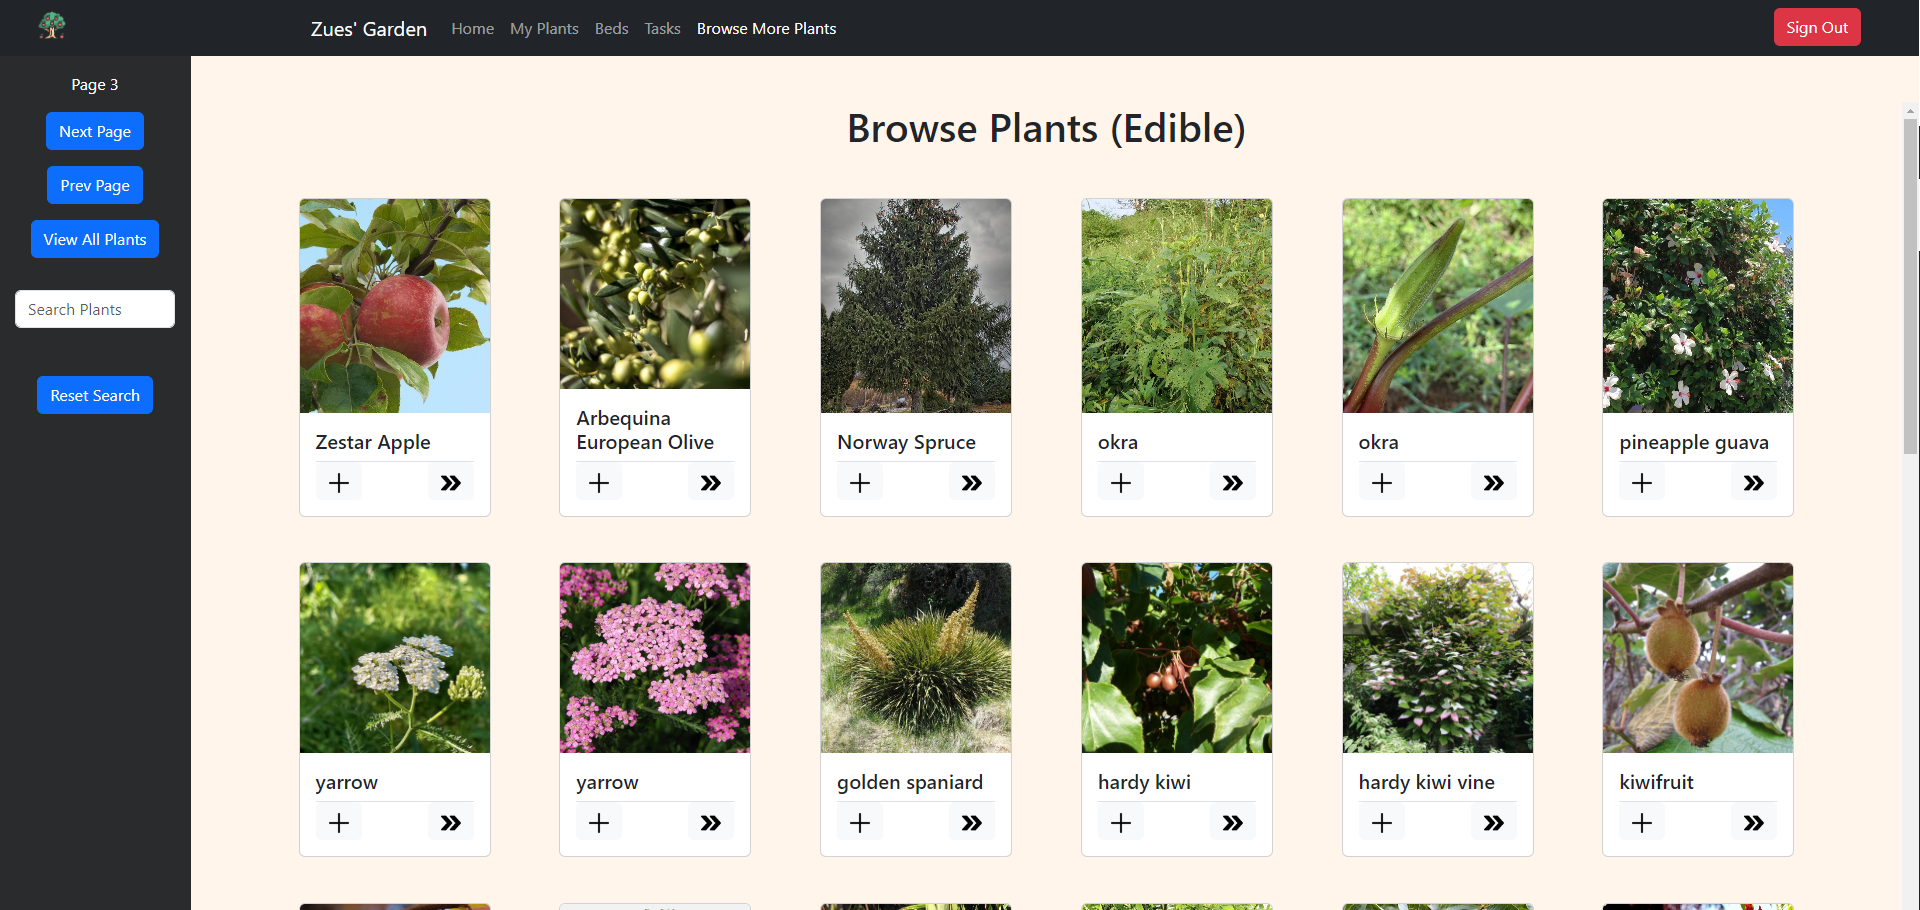 Zues' Garden Home My Plants Beds Tasks Browse More Plants Sign Out
Page 3
Next Page
Prev Page
View All Plants
Search Plants
Reset Search
Browse Plants (Edible)
Zestar Apple
Arbequina
European Olive
Norway Spruce
okra
okra
pineapple guava
yarrow
yarrow
golden spaniard
hardy kiwi
hardy kiwi vine
kiwifruit